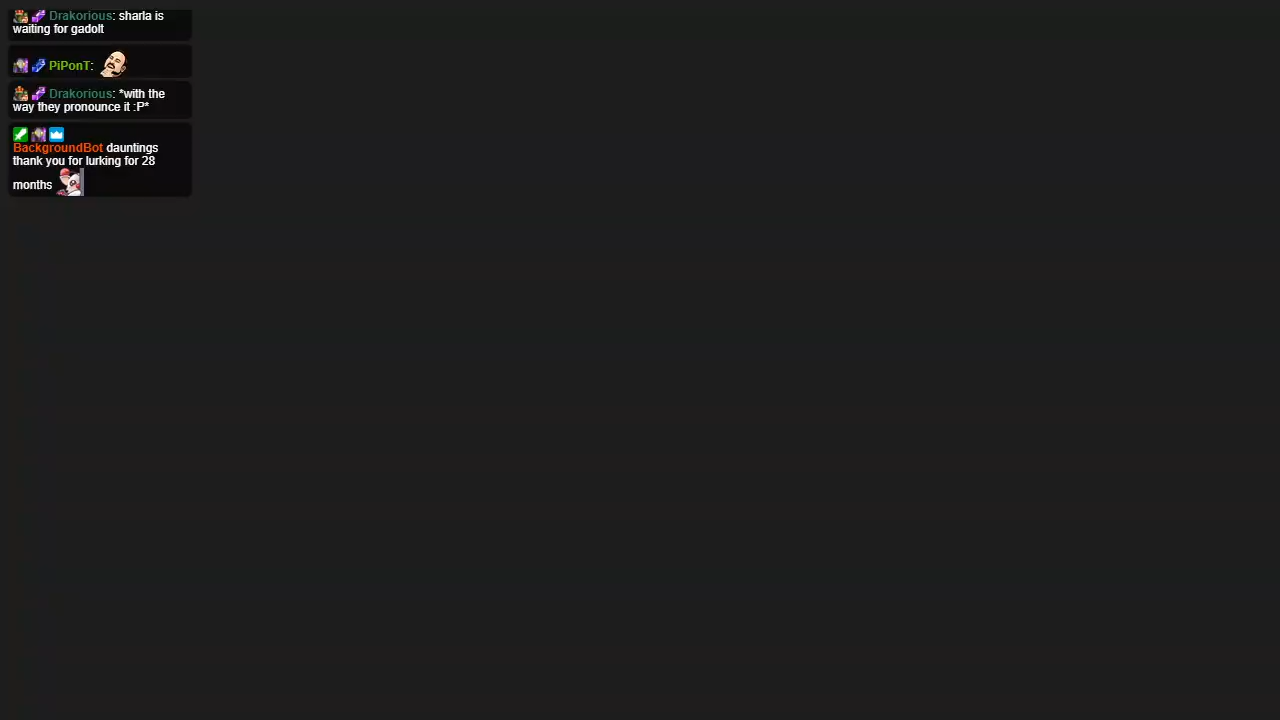 Drakorious: sharla is
waiting for gadolt
PiPonT:
Drakorious: *with the
way they pronounce it :P*
BackgroundBot dauntings
thank you for lurking for 28
months